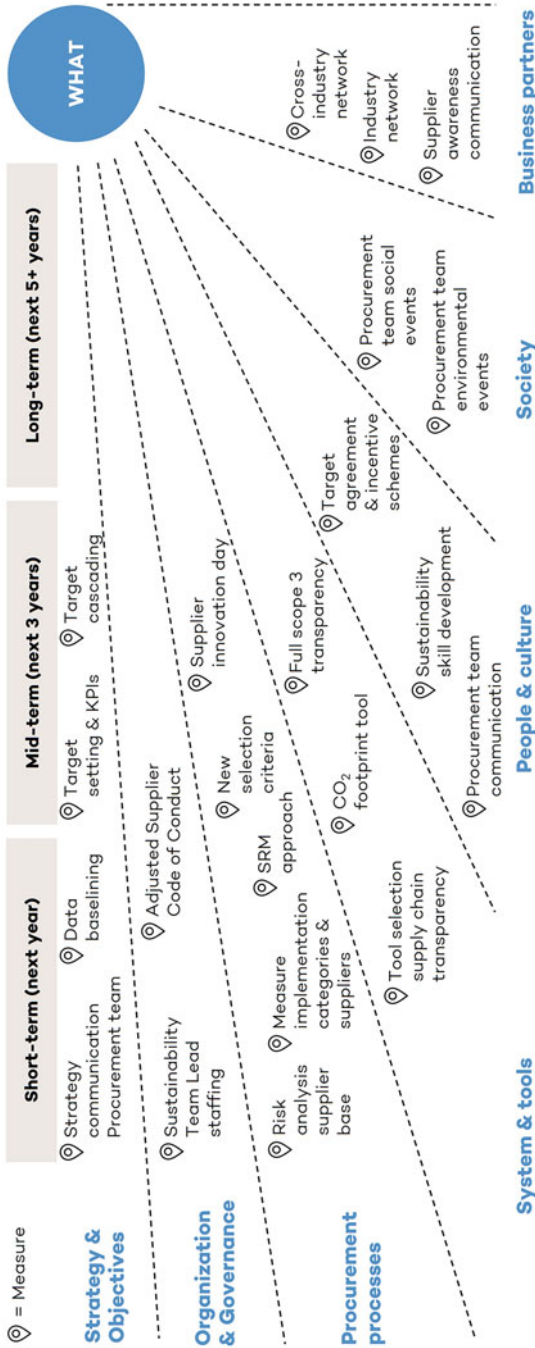 = Measure
Short-term (next year)
Mid-term (next 3 years)
Long-term (next 5+ years)
WHAT
Strategy &
Objectives
Strategy
communication
Procurement team
Data
baselining
Target
setting & KPIs
Target
cascading
Organization
& Governance
Sustainability
Team Lead
staffing
Adjusted Supplier
Code of Conduct
Supplier
innovation day
Procurement
processes
Risk
analysis
supplier
base
Measure
implementation
categories &
suppliers
SRM
approach
New
selection
criteria
Full scope 3
transparency
System & tools
Tool selection
supply chain
transparency
CO₂
footprint tool
People & culture
Procurement team
communication
Sustainability
skill development
Target
agreement
& incentive
schemes
Society
Procurement team
environmental
events
Procurement
team social
events
Business partners
Cross-
industry
network
Industry
network
Supplier
awareness
communication